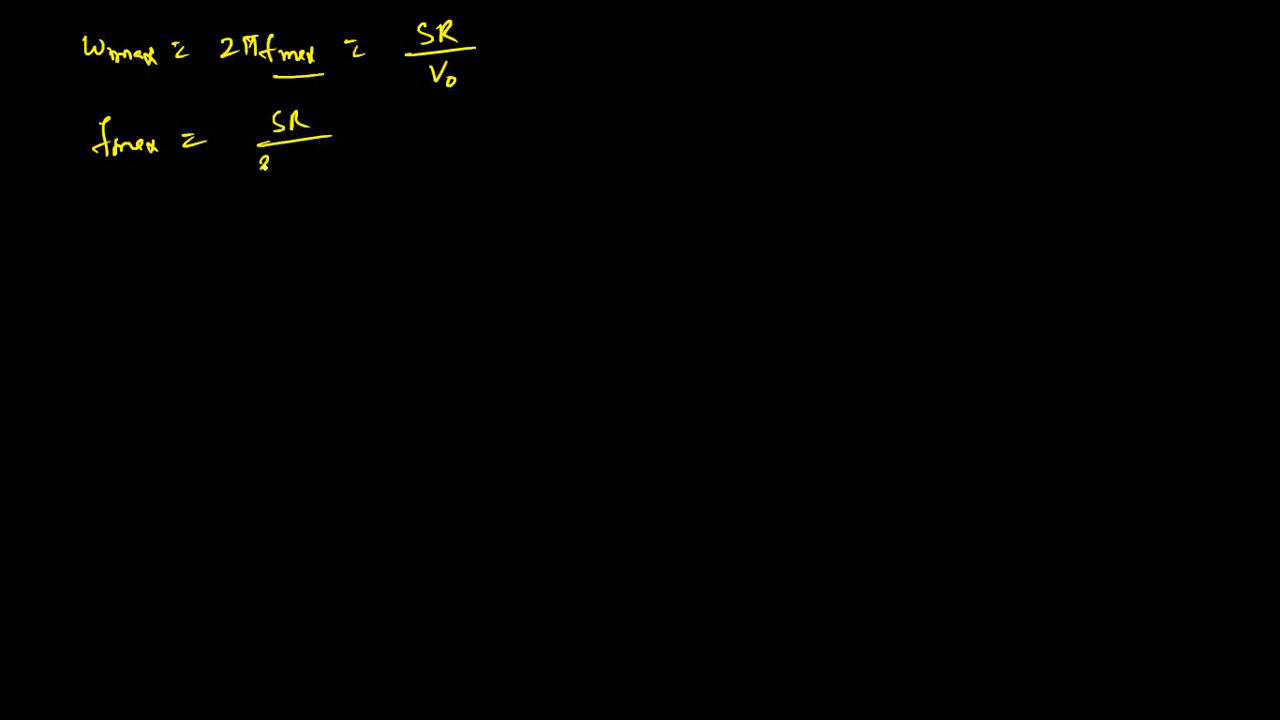 ωmax = 2πfmax = SR/V₀
fmax = SR/2